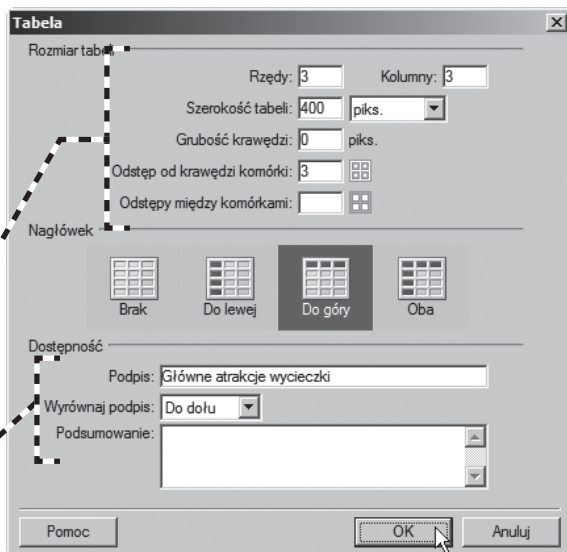 Tabela
Rozmiar tabeli
Rzędy: 3 Kolumny: 3
Szerokość tabeli: 400 piks.
Grubość krawędzi: 0 piks.
Odstęp od krawędzi komórki: 3
Odstępy między komórkami:
Nagłówek
Brak Do lewej Do góry Oba
Dostępność
Podpis: Główne atrakcje wycieczki
Wyrównaj podpis: Do dołu
Podsumowanie:
Pomoc OK Anuluj